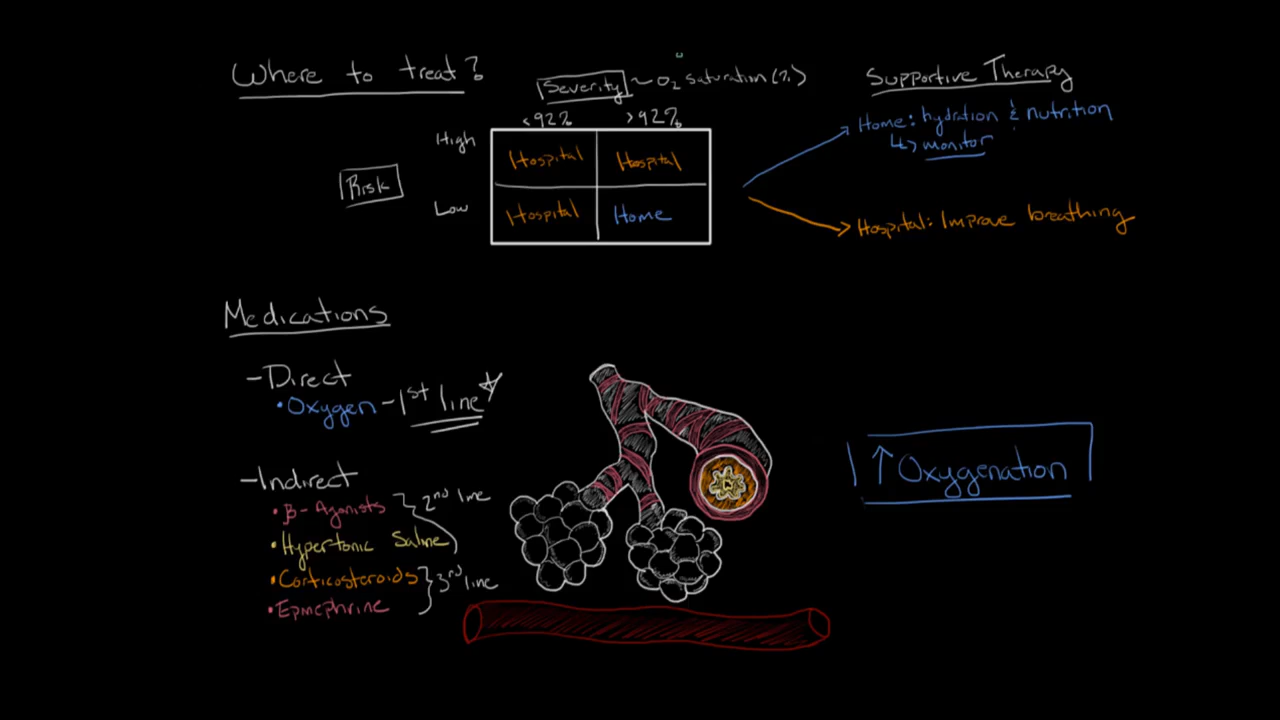 Where to treat?
Severity ~ O2 saturation (%)
<92% >92%
High Hospital Hospital
Risk
Low Hospital Home
Supportive Therapy
Home: hydration & nutrition
↳ monitor
Hospital: Improve breathing
Medications
- Direct
• Oxygen - 1st line
- Indirect
• β-Agonists } 2nd line
• Hypertonic Saline
• Corticosteroids } 3rd line
• Epinephrine
↑ Oxygenation